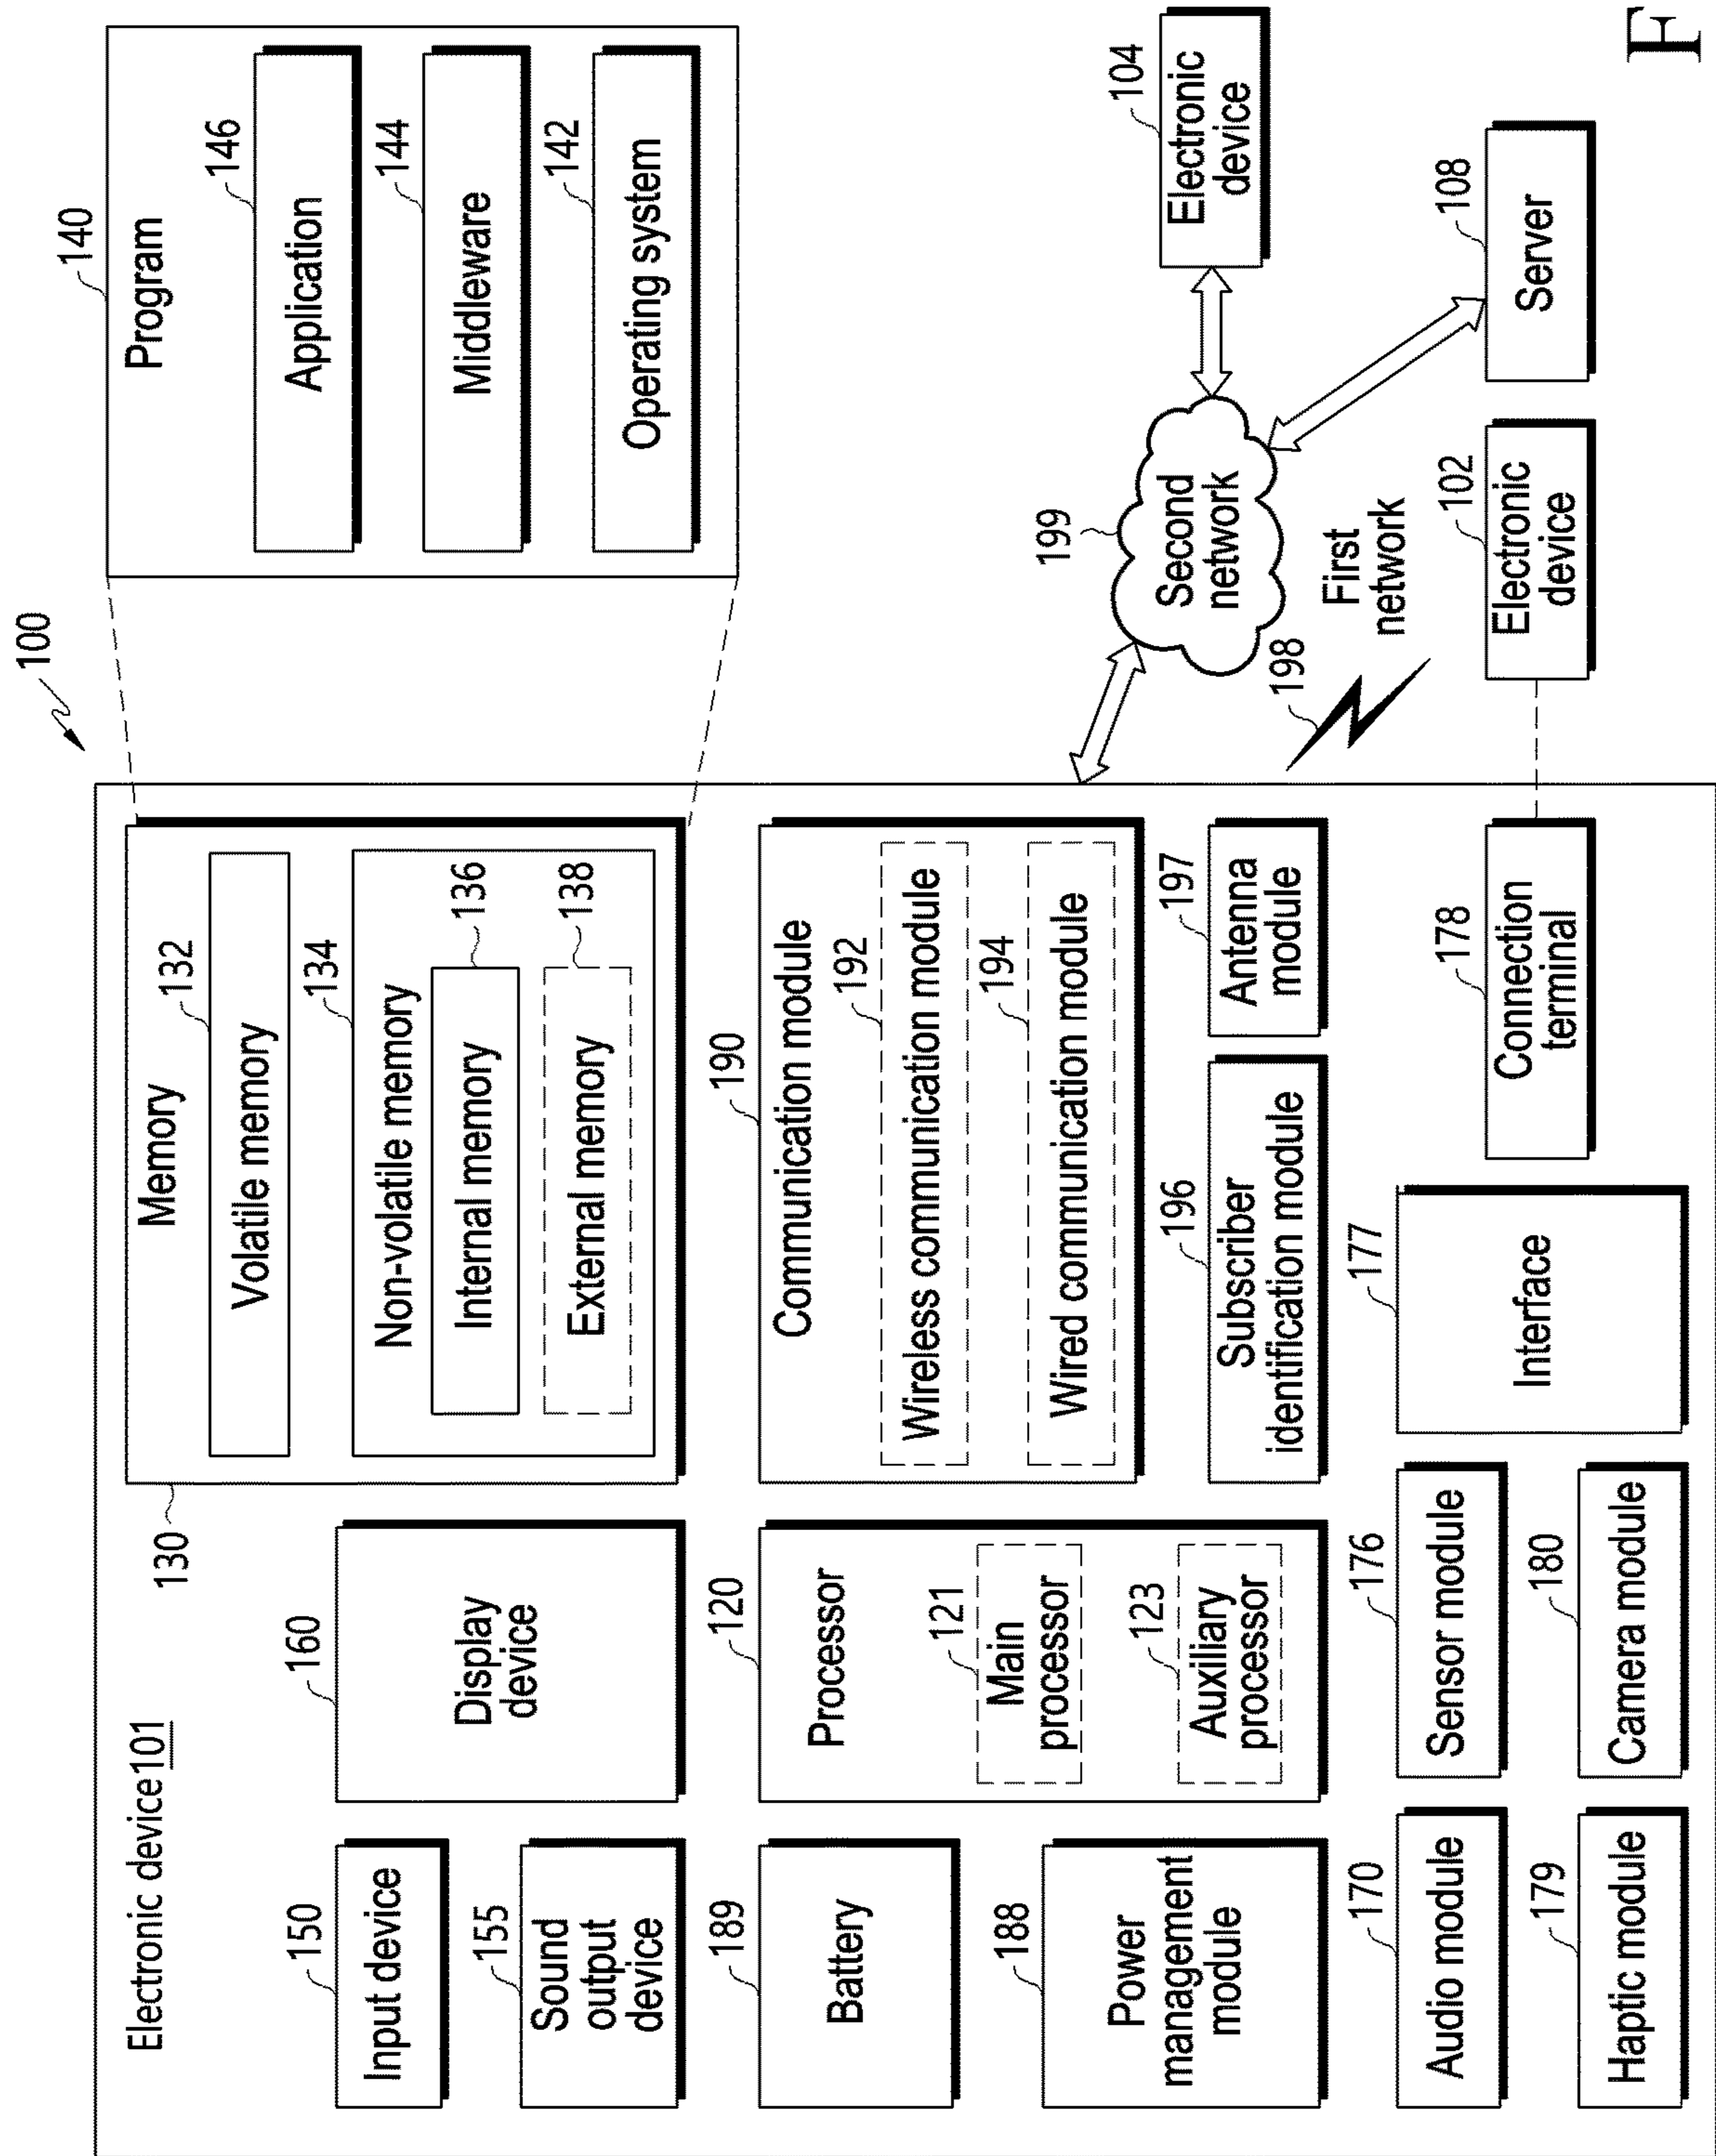 100
Electronic device101
130
Memory
132
Volatile memory
134
Non-volatile memory
136
Internal memory
138
External memory
140
Program
146
Application
144
Middleware
142
Operating system
150
Input device
155
Sound
output
device
160
Display
device
189
Battery
188
Power
management
module
120
Processor
121
Main
processor
123
Auxiliary
processor
190
Communication module
192
Wireless communication module
194
Wired communication module
196
Subscriber
identification module
197
Antenna
module
199
Second
network
104
Electronic
device
198
First
network
170
Audio module
176
Sensor module
177
Interface
178
Connection
terminal
102
Electronic
device
108
Server
179
Haptic module
180
Camera module
F